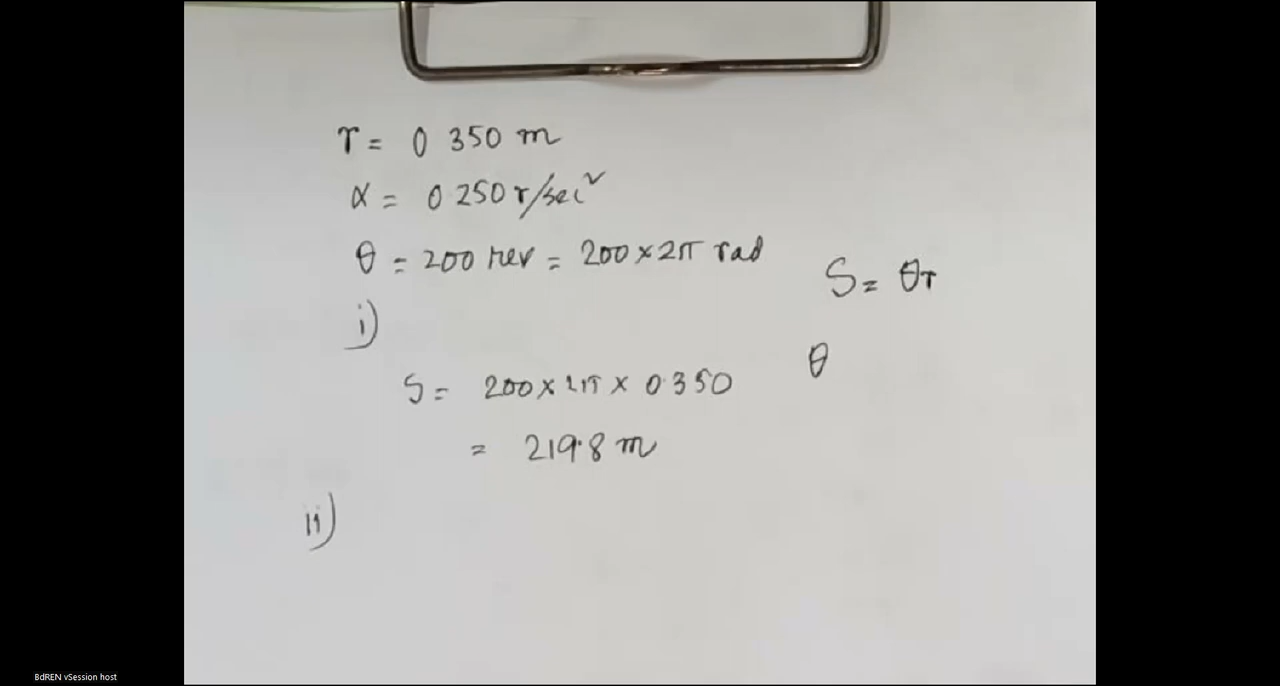 r = 0 350 m
α = 0 250 r/sec²
θ = 200 rev = 200 × 2π rad
S = θr
i)
θ
S = 200 × 2π × 0.350
= 219.8 m
ii)
BdREN vSession host